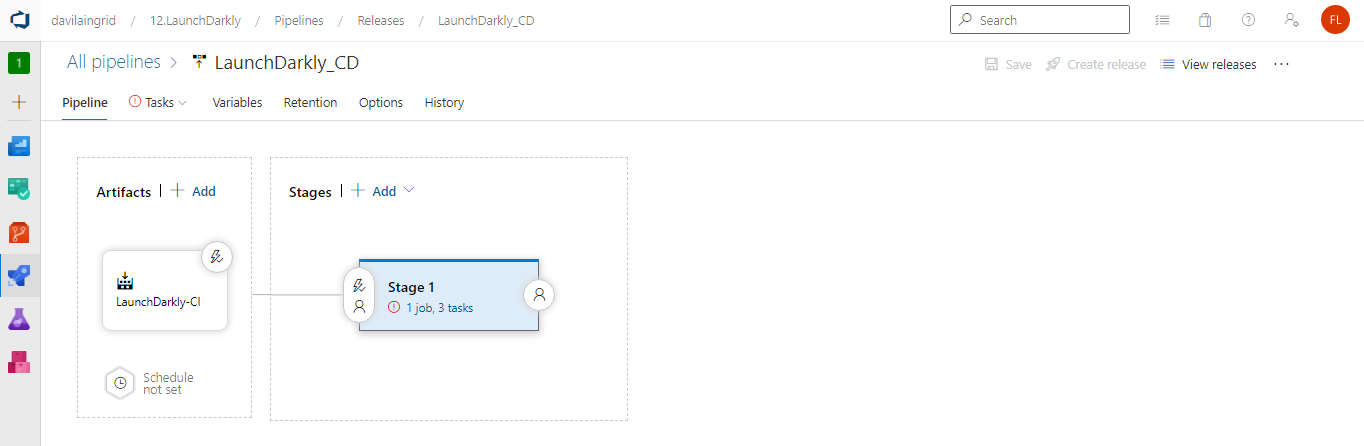 davilaingrid / 12.LaunchDarkly / Pipelines / Releases / LaunchDarkly_CD
Search
FL
1
All pipelines > LaunchDarkly_CD
Save
Create release
View releases
...
Pipeline
Tasks
Variables
Retention
Options
History
Artifacts | + Add
Stages | + Add
LaunchDarkly-CI
Stage 1
1 job, 3 tasks
Schedule
not set